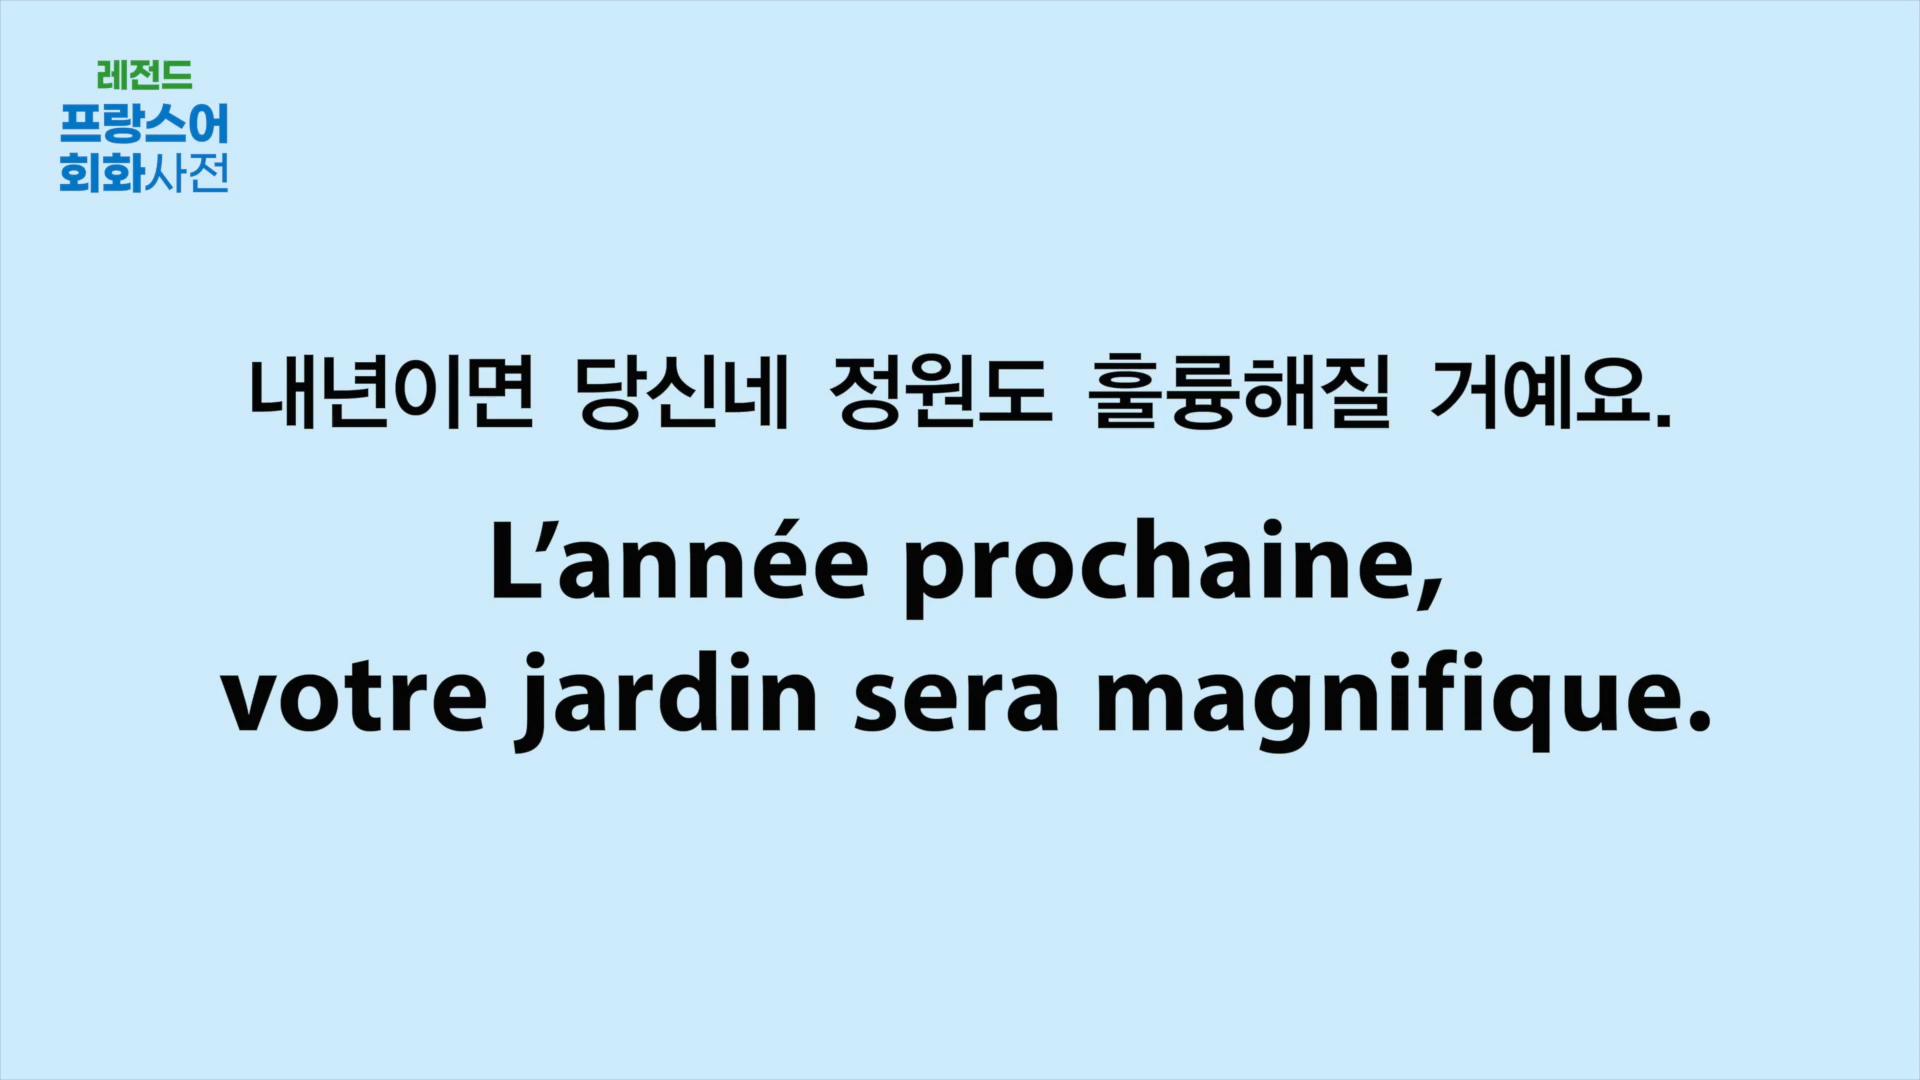 레전드
프랑스어
회화사전
내년이면 당신네 정원도 훌륭해질 거예요.
L’année prochaine,
votre jardin sera magnifique.